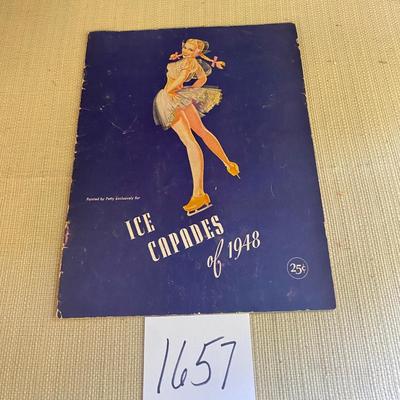 Painted by Petty Exclusively for
ICE
CAPADES
of 1948
25¢
1657